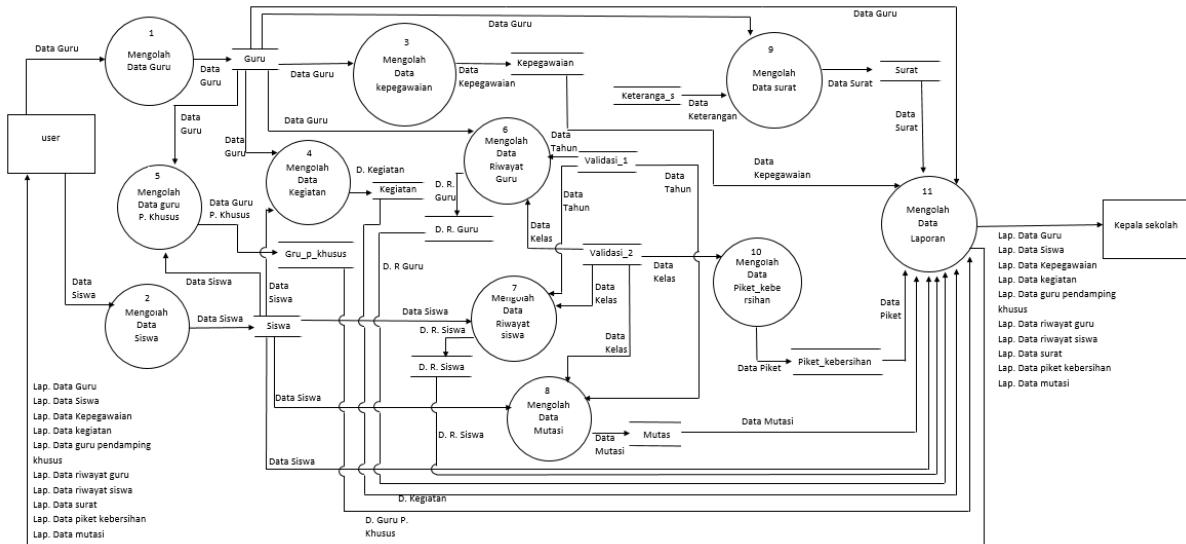 Data Guru
Data Guru
1
Mengolah
Data Guru
Data Guru
Data
Guru
Guru
Data Guru
3
Mengolah
Data
kepegawaian
Data
Kepegawaian
Kepegawaian
9
Mengolah
Data surat
Data Surat
Surat
Keteranga_s
Data
Keterangan
Data
Surat
user
Data
Guru
Data
Guru
Data Guru
6
Mengolah
Data
Riwayat
Guru
Data
Tahun
Validasi_1
Data
Tahun
Data
Tahun
Data
Kepegawaian
4
Mengolah
Data
Kegiatan
D. Kegiatan
Kegiatan
D. R.
Guru
D. R. Guru
5
Mengolah
Data guru
P. Khusus
Data Guru
P. Khusus
Gru_p_khusus
D. R Guru
Data
Kelas
Validasi_2
Data
Kelas
Data
Kelas
Data
Kelas
10
Mengolah
Data
Piket_kebe
rsihan
Data
Piket
Data Piket
Piket_kebersihan
11
Mengolah
Data
Laporan
Kepala sekolah
Lap. Data Guru
Lap. Data Siswa
Lap. Data Kepegawaian
Lap. Data kegiatan
Lap. Data guru pendamping
khusus
Lap. Data riwayat guru
Lap. Data riwayat siswa
Lap. Data surat
Lap. Data piket kebersihan
Lap. Data mutasi
Data
Siswa
2
Mengolah
Data
Siswa
Data Siswa
Data Siswa
Data
Siswa
Siswa
Data Siswa
7
Mengolah
Data
Riwayat
siswa
D. R. Siswa
D. R. Siswa
D. R. Siswa
Data Siswa
8
Mengolah
Data
Mutasi
Data
Mutasi
Mutas
Data Mutasi
Data Siswa
D. Kegiatan
D. Guru P.
Khusus
Lap. Data Guru
Lap. Data Siswa
Lap. Data Kepegawaian
Lap. Data kegiatan
Lap. Data guru pendamping
khusus
Lap. Data riwayat guru
Lap. Data riwayat siswa
Lap. Data surat
Lap. Data piket kebersihan
Lap. Data mutasi